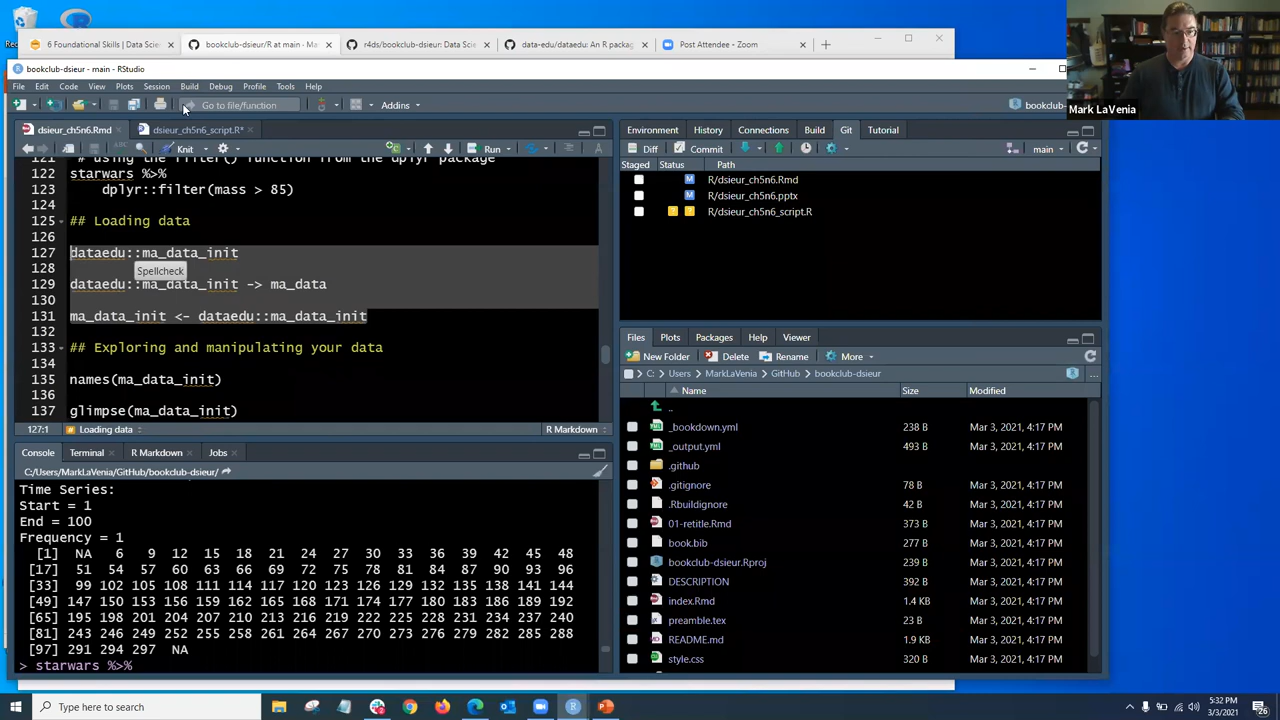 6 Foundational Skills | Data Scie
bookclub-dsieur/R at main · Ma
r4ds/bookclub-dsieur: Data Scien
data-edu/dataedu: An R packag
Post Attendee - Zoom
bookclub-dsieur - main - RStudio
File Edit Code View Plots Session Build Debug Profile Tools Help
Go to file/function
Addins
bookclub-
Mark LaVenia
dsieur_ch5n6.Rmd
dsieur_ch5n6_script.R*
Knit
Run
121 # using the filter() function from the dplyr package
122 starwars %>%
123 dplyr::filter(mass > 85)
124
125 ## Loading data
126
127 dataedu::ma_data_init
128
Spellcheck
129 dataedu::ma_data_init -> ma_data
130
131 ma_data_init <- dataedu::ma_data_init
132
133 ## Exploring and manipulating your data
134
135 names(ma_data_init)
136
137 glimpse(ma_data_init)
127:1 Loading data
R Markdown
Console Terminal R Markdown Jobs
C:/Users/MarkLaVenia/GitHub/bookclub-dsieur/
Time Series:
Start = 1
End = 100
Frequency = 1
[1] NA 6 9 12 15 18 21 24 27 30 33 36 39 42 45 48
[17] 51 54 57 60 63 66 69 72 75 78 81 84 87 90 93 96
[33] 99 102 105 108 111 114 117 120 123 126 129 132 135 138 141 144
[49] 147 150 153 156 159 162 165 168 171 174 177 180 183 186 189 192
[65] 195 198 201 204 207 210 213 216 219 222 225 228 231 234 237 240
[81] 243 246 249 252 255 258 261 264 267 270 273 276 279 282 285 288
[97] 291 294 297 NA
> starwars %>%
Environment History Connections Build Git Tutorial
Diff Commit main
Staged Status Path
M R/dsieur_ch5n6.Rmd
M R/dsieur_ch5n6.pptx
? ? R/dsieur_ch5n6_script.R
Files Plots Packages Help Viewer
New Folder Delete Rename More
C: Users MarkLaVenia GitHub bookclub-dsieur
Name Size Modified
..
_bookdown.yml 238 B Mar 3, 2021, 4:17 PM
_output.yml 493 B Mar 3, 2021, 4:17 PM
.github
.gitignore 78 B Mar 3, 2021, 4:17 PM
.Rbuildignore 42 B Mar 3, 2021, 4:17 PM
01-retitle.Rmd 373 B Mar 3, 2021, 4:17 PM
book.bib 277 B Mar 3, 2021, 4:17 PM
bookclub-dsieur.Rproj 239 B Mar 3, 2021, 4:17 PM
DESCRIPTION 392 B Mar 3, 2021, 4:17 PM
index.Rmd 1.4 KB Mar 3, 2021, 4:17 PM
preamble.tex 23 B Mar 3, 2021, 4:17 PM
README.md 1.9 KB Mar 3, 2021, 4:17 PM
style.css 320 B Mar 3, 2021, 4:17 PM
Type here to search
5:32 PM
3/3/2021
26